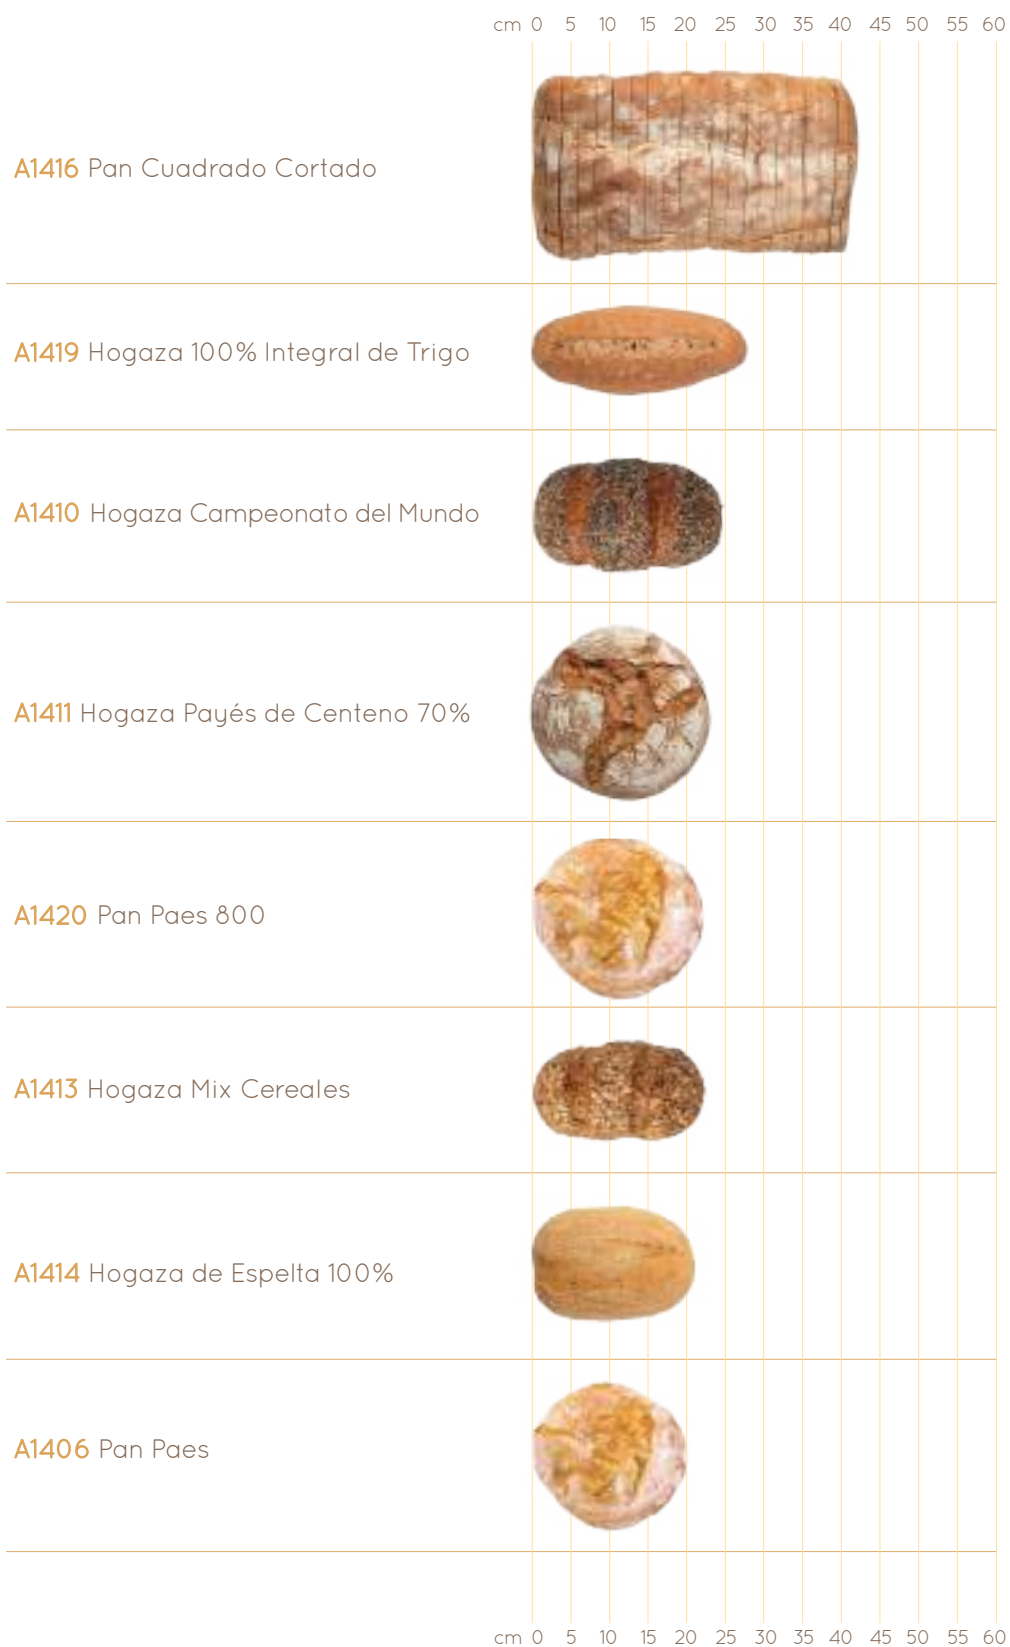 cm 0 5 10 15 20 25 30 35 40 45 50 55 60
A1416 Pan Cuadrado Cortado
A1419 Hogaza 100% Integral de Trigo
A1410 Hogaza Campeonato del Mundo
A1411 Hogaza Payés de Centeno 70%
A1420 Pan Paes 800
A1413 Hogaza Mix Cereales
A1414 Hogaza de Espelta 100%
A1406 Pan Paes
cm 0 5 10 15 20 25 30 35 40 45 50 55 60